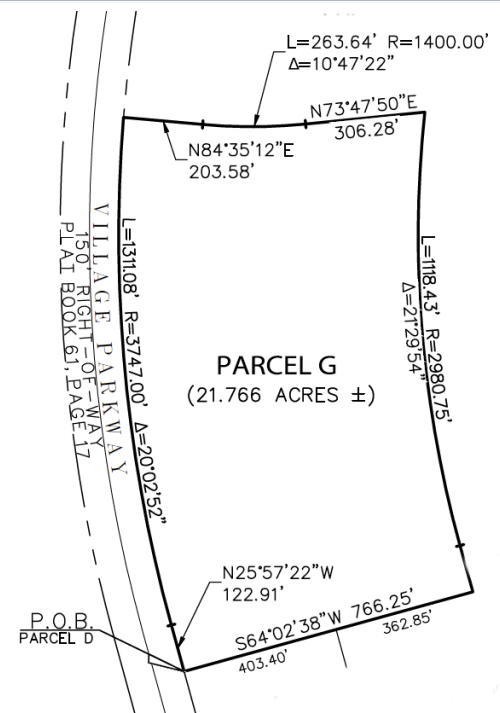 L=263.64' R=1400.00'
Δ=10°47'22"
N73°47'50"E
306.28'
N84°35'12"E
203.58'
VILLAGE PARKWAY
150' RIGHT-OF-WAY
PLAT BOOK 61, PAGE 17
L=1311.08' R=3747.00' Δ=20°02'52"
L=1118.43' R=2980.75'
Δ=21°29'54"
PARCEL G
(21.766 ACRES ±)
N25°57'22"W
122.91'
P.O.B.
PARCEL D
S64°02'38"W 766.25'
403.40'
362.85'